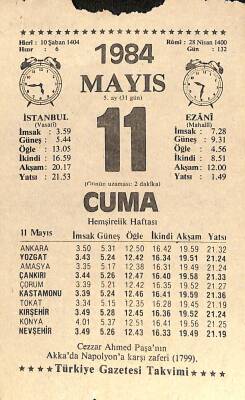 Hicrî : 10 Şaban 1404
Hızır : 6
Rûmî : 28 Nisan 1400
Gün : 132
1984
MAYIS
5. ay (31 gün)
İSTANBUL
(Vasatî)
İmsak : 3.59
Güneş : 5.44
Öğle : 13.05
İkindi : 16.59
Akşam : 20.17
Yatsı : 21.53
11
EZÂNÎ
(Mahallî)
İmsak : 7.28
Güneş : 9.31
Öğle : 4.56
İkindi : 8.51
Akşam : 12.00
Yatsı : 1.49
(Günün uzaması: 2 dakika)
CUMA
Hemşirelik Haftası
11 Mayıs İmsak Güneş Öğle İkindi Akşam Yatsı
ANKARA 3.50 5.31 12.50 16.42 19.59 21.32
YOZGAT 3.43 5.24 12.42 16.34 19.51 21.24
AMASYA 3.35 5.17 12.38 16.31 19.49 21.24
ÇANKIRI 3.44 5.26 12.47 16.40 19.58 21.33
ÇORUM 3.39 5.21 12.42 16.35 19.52 21.27
KASTAMONU 3.39 5.24 12.46 16.41 19.59 21.36
TOKAT 3.34 5.15 12.35 16.28 19.45 21.19
KIRŞEHİR 3.49 5.28 12.45 16.36 19.52 21.24
KONYA 4.01 5.37 12.51 16.41 19.56 21.25
NEVŞEHİR 3.49 5.26 12.43 16.33 19.49 21.19
Cezzar Ahmed Paşa'nın
Akka'da Napolyon'a karşı zaferi (1799).
Türkiye Gazetesi Takvimi